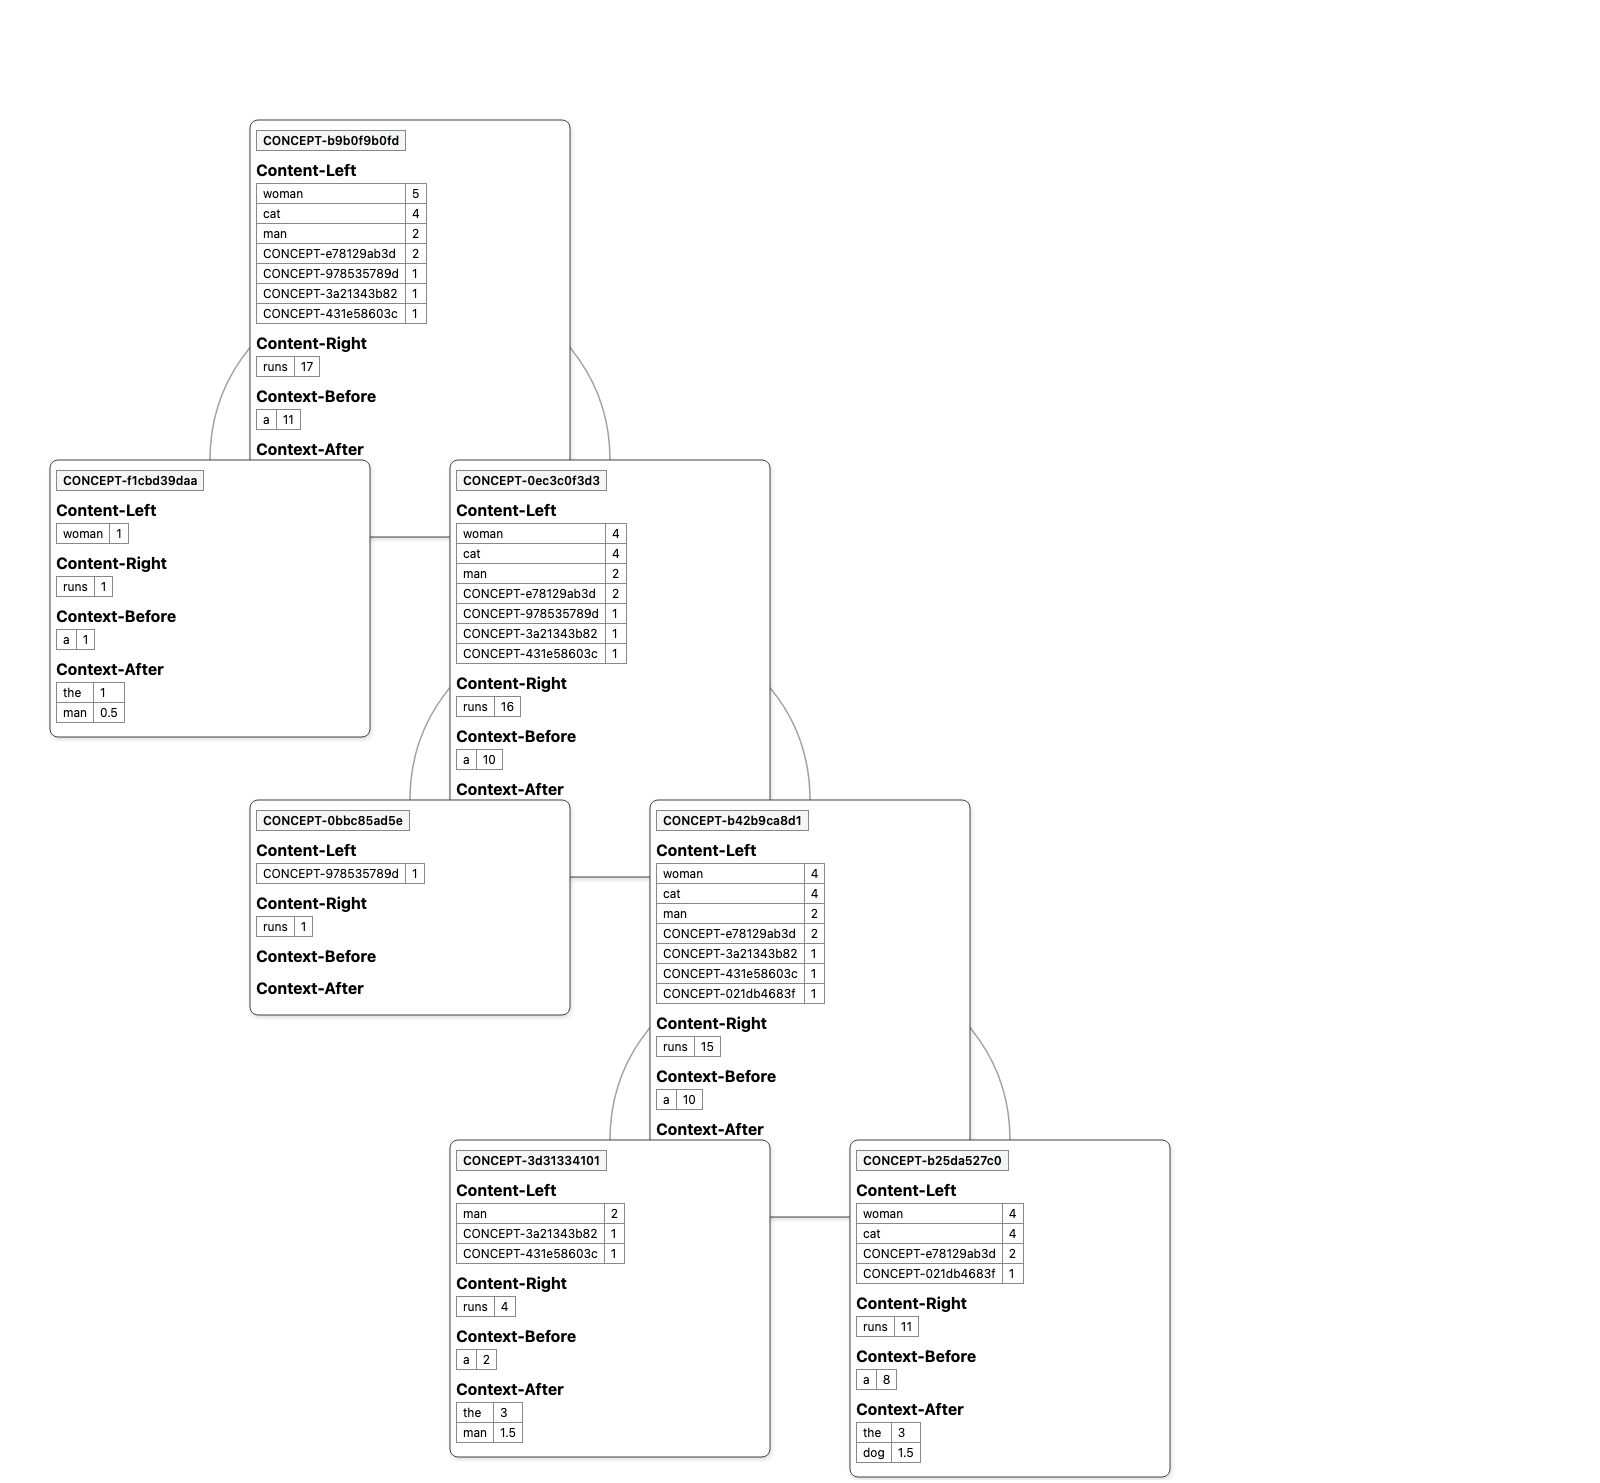 CONCEPT-b9b0f9b0fd
Content-Left
woman 5
cat 4
man 2
CONCEPT-e78129ab3d 2
CONCEPT-978535789d 1
CONCEPT-3a21343b82 1
CONCEPT-431e58603c 1
Content-Right
runs 17
Context-Before
a 11
Context-After
CONCEPT-f1cbd39daa
Content-Left
woman 1
Content-Right
runs 1
Context-Before
a 1
Context-After
the 1
man 0.5
CONCEPT-0ec3c0f3d3
Content-Left
woman 4
cat 4
man 2
CONCEPT-e78129ab3d 2
CONCEPT-978535789d 1
CONCEPT-3a21343b82 1
CONCEPT-431e58603c 1
Content-Right
runs 16
Context-Before
a 10
Context-After
CONCEPT-0bbc85ad5e
Content-Left
CONCEPT-978535789d 1
Content-Right
runs 1
Context-Before
Context-After
CONCEPT-b42b9ca8d1
Content-Left
woman 4
cat 4
man 2
CONCEPT-e78129ab3d 2
CONCEPT-3a21343b82 1
CONCEPT-431e58603c 1
CONCEPT-021db4683f 1
Content-Right
runs 15
Context-Before
a 10
Context-After
CONCEPT-3d31334101
Content-Left
man 2
CONCEPT-3a21343b82 1
CONCEPT-431e58603c 1
Content-Right
runs 4
Context-Before
a 2
Context-After
the 3
man 1.5
CONCEPT-b25da527c0
Content-Left
woman 4
cat 4
CONCEPT-e78129ab3d 2
CONCEPT-021db4683f 1
Content-Right
runs 11
Context-Before
a 8
Context-After
the 3
dog 1.5